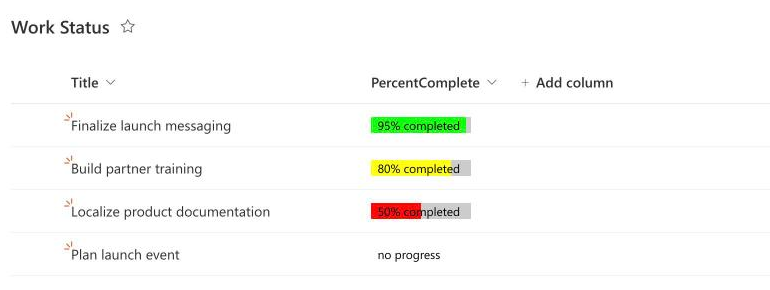 Work Status
Title PercentComplete + Add column
Finalize launch messaging 95% completed
Build partner training 80% completed
Localize product documentation 50% completed
Plan launch event no progress